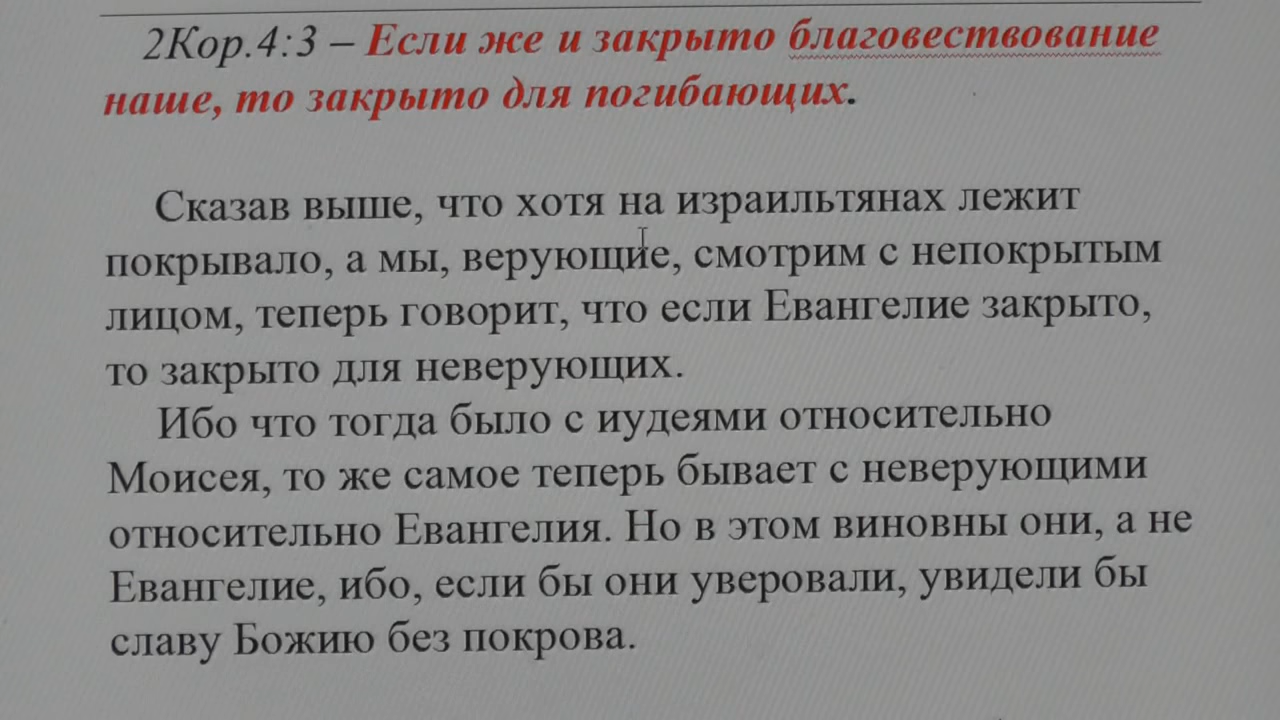 2Кор.4:3 – Если же и закрыто благовествование
наше, то закрыто для погибающих.
Сказав выше, что хотя на израильтянах лежит
покрывало, а мы, верующие, смотрим с непокрытым
лицом, теперь говорит, что если Евангелие закрыто,
то закрыто для неверующих.
Ибо что тогда было с иудеями относительно
Моисея, то же самое теперь бывает с неверующими
относительно Евангелия. Но в этом виновны они, а не
Евангелие, ибо, если бы они уверовали, увидели бы
славу Божию без покрова.